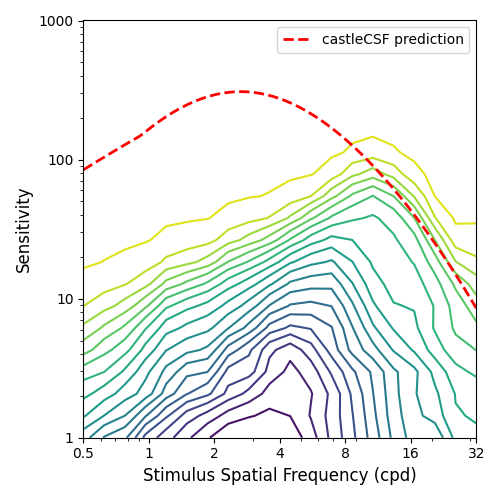 1000
castleCSF prediction
100
Sensitivity
10
1
0.5 1 2 4 8 16 32
Stimulus Spatial Frequency (cpd)